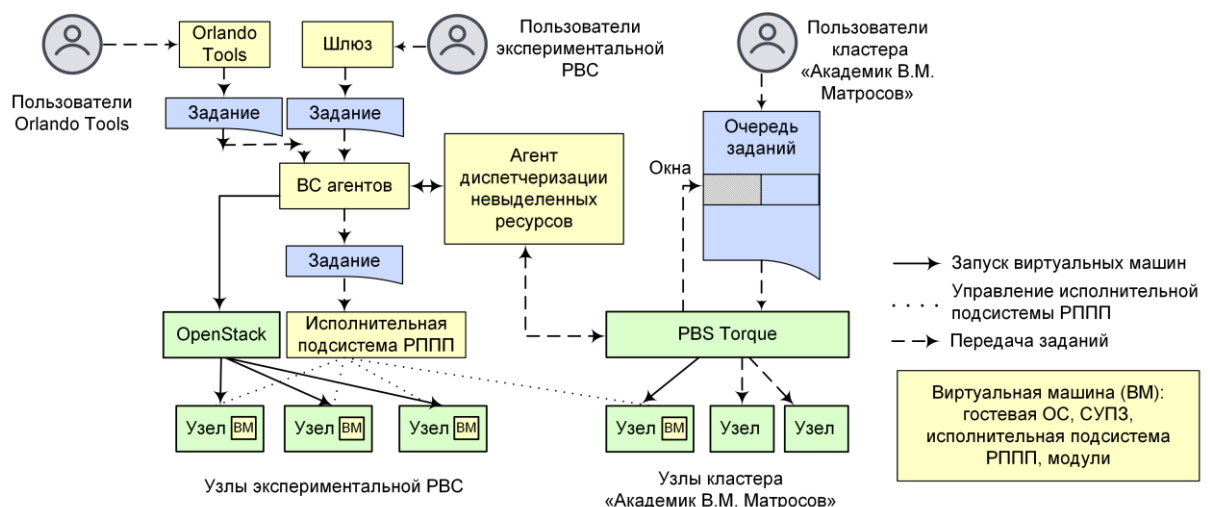 Пользователи
Orlando Tools
Orlando
Tools
Шлюз
Пользователи
экспериментальной
РВС
Пользователи
кластера
«Академик В.М.
Матросов»
Задание
Задание
Очередь
заданий
Окна
ВС агентов
Агент
диспетчеризации
невыделенных
ресурсов
Задание
OpenStack
Исполнительная
подсистема РППП
PBS Torque
Запуск виртуальных машин
Управление исполнительной
подсистемы РППП
Передача заданий
Узел ВМ
Узел ВМ
Узел ВМ
Узел ВМ
Узел
Узел
Виртуальная машина (ВМ):
гостевая ОС, СУПЗ,
исполнительная подсистема
РППП, модули
Узлы экспериментальной РВС
Узлы кластера
«Академик В.М. Матросов»